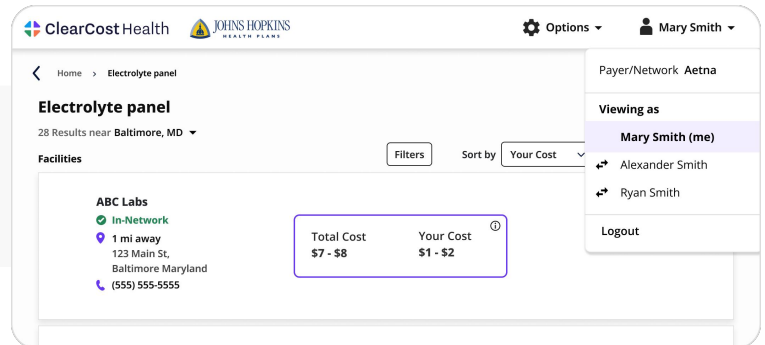 ClearCost Health
JOHNS HOPKINS
HEALTH PLANS
Options
Mary Smith
Home > Electrolyte panel
Electrolyte panel
28 Results near Baltimore, MD
Facilities
Filters
Sort by
Your Cost
ABC Labs
In-Network
1 mi away
123 Main St,
Baltimore Maryland
(555) 555-5555
Total Cost
$7 - $8
Your Cost
$1 - $2
Payer/Network Aetna
Viewing as
Mary Smith (me)
Alexander Smith
Ryan Smith
Logout